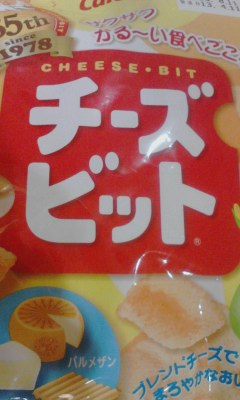 35th
since
1978
サクサク
かる〜い食べごこ
CHEESE・BIT
チーズ
ビット
®
パルメザン
ブレンドチーズで
まろやかなおい